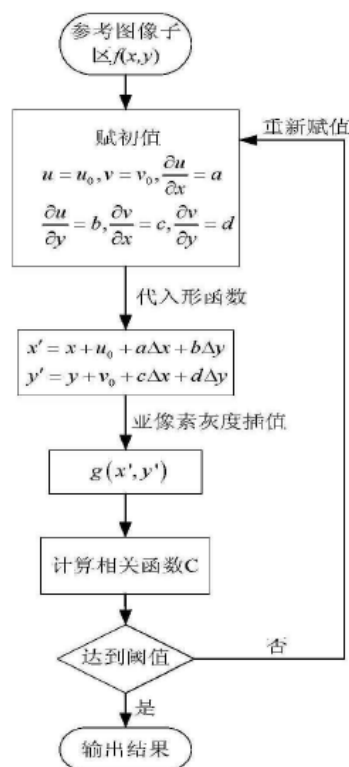 参考图像子
区f(x,y)
重新赋值
赋初值
u = u₀, v = v₀, ∂u/∂x = a
∂u/∂y = b, ∂v/∂x = c, ∂v/∂y = d
代入形函数
x′ = x + u₀ + aΔx + bΔy
y′ = y + v₀ + cΔx + dΔy
亚像素灰度插值
g(x′, y′)
计算相关函数C
达到阈值
否
是
输出结果